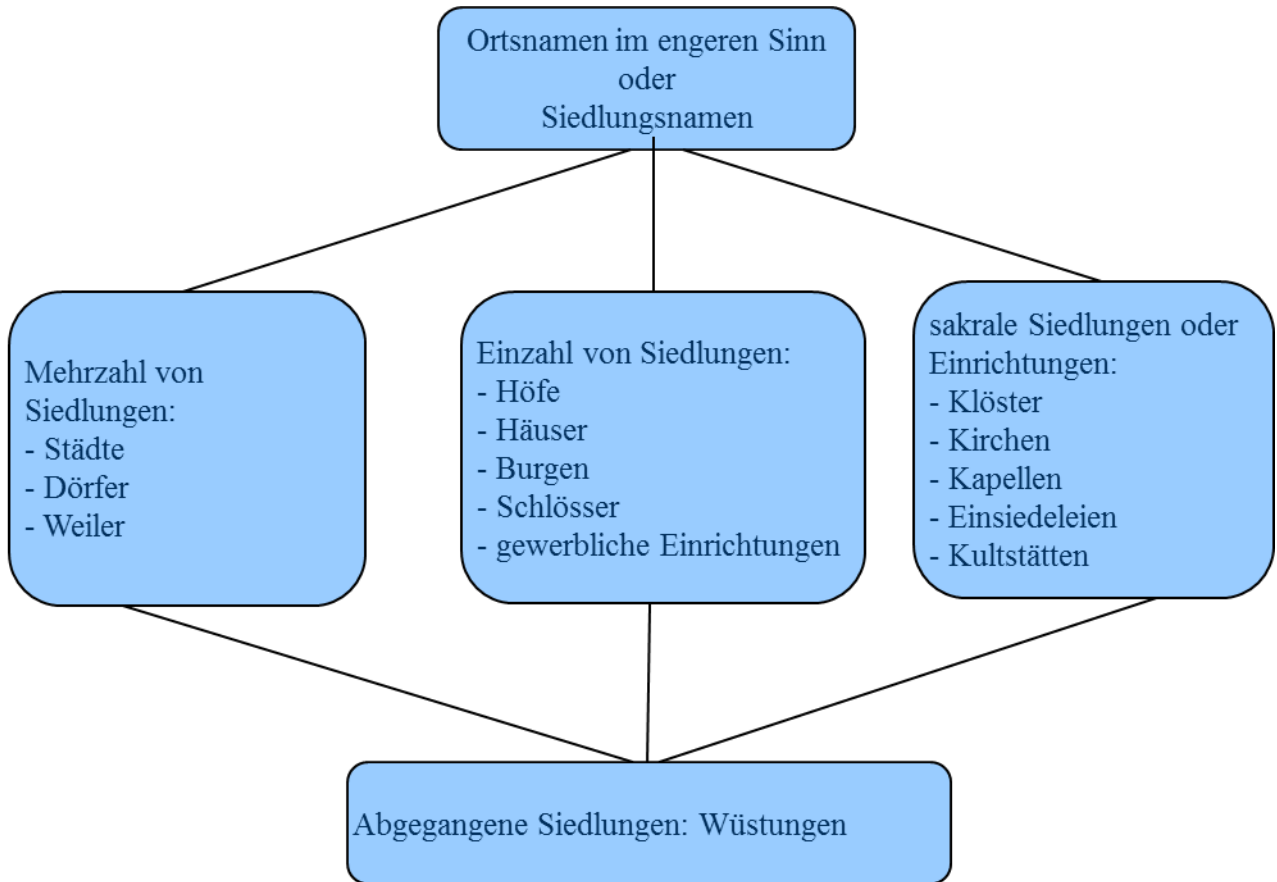 Ortsnamen im engeren Sinn
oder
Siedlungsnamen
Mehrzahl von
Siedlungen:
- Städte
- Dörfer
- Weiler
Einzahl von Siedlungen:
- Höfe
- Häuser
- Burgen
- Schlösser
- gewerbliche Einrichtungen
sakrale Siedlungen oder
Einrichtungen:
- Klöster
- Kirchen
- Kapellen
- Einsiedeleien
- Kultstätten
Abgegangene Siedlungen: Wüstungen